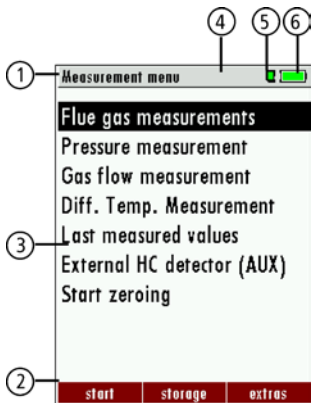 4 5 6
1 Measurement menu
Flue gas measurements
Pressure measurement
Gas flow measurement
Diff. Temp. Measurement
3 Last measured values
External HC detector (AUX)
Start zeroing
2
start storage extras